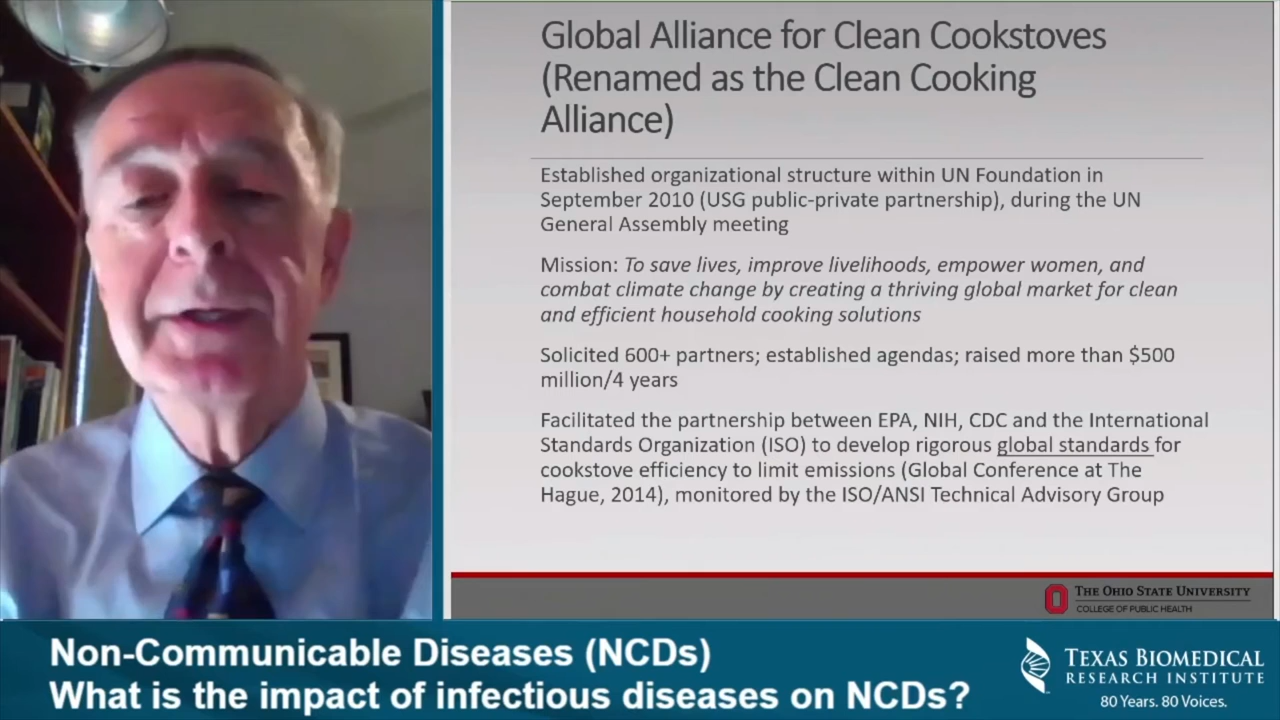 Global Alliance for Clean Cookstoves
(Renamed as the Clean Cooking
Alliance)
Established organizational structure within UN Foundation in
September 2010 (USG public-private partnership), during the UN
General Assembly meeting
Mission: To save lives, improve livelihoods, empower women, and
combat climate change by creating a thriving global market for clean
and efficient household cooking solutions
Solicited 600+ partners; established agendas; raised more than $500
million/4 years
Facilitated the partnership between EPA, NIH, CDC and the International
Standards Organization (ISO) to develop rigorous global standards for
cookstove efficiency to limit emissions (Global Conference at The
Hague, 2014), monitored by the ISO/ANSI Technical Advisory Group
THE OHIO STATE UNIVERSITY
COLLEGE OF PUBLIC HEALTH
Non-Communicable Diseases (NCDs)
What is the impact of infectious diseases on NCDs?
TEXAS BIOMEDICAL
RESEARCH INSTITUTE
80 Years. 80 Voices.